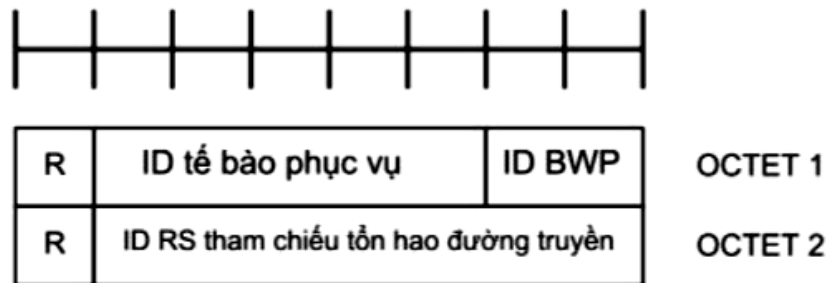 R ID tế bào phục vụ ID BWP OCTET 1
R ID RS tham chiếu tổn hao đường truyền OCTET 2